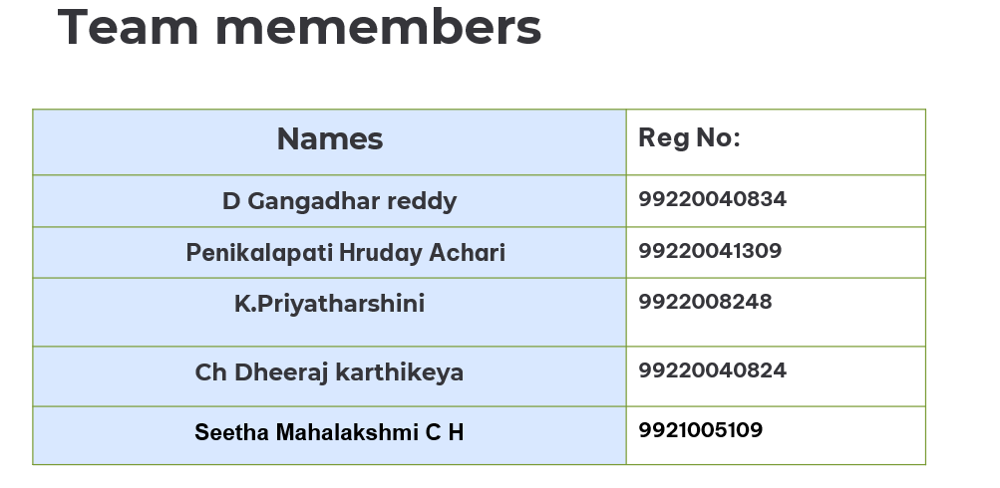 Team memembers
Names Reg No:
D Gangadhar reddy 99220040834
Penikalapati Hruday Achari 99220041309
K.Priyatharshini 9922008248
Ch Dheeraj karthikeya 99220040824
Seetha Mahalakshmi C H 9921005109